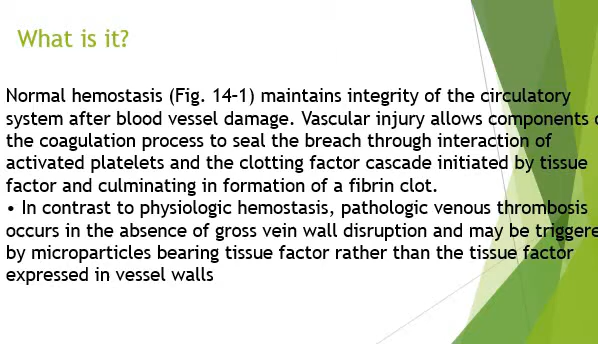 What is it?
Normal hemostasis (Fig. 14–1) maintains integrity of the circulatory
system after blood vessel damage. Vascular injury allows components
the coagulation process to seal the breach through interaction of
activated platelets and the clotting factor cascade initiated by tissue
factor and culminating in formation of a fibrin clot.
• In contrast to physiologic hemostasis, pathologic venous thrombosis
occurs in the absence of gross vein wall disruption and may be triggere
by microparticles bearing tissue factor rather than the tissue factor
expressed in vessel walls